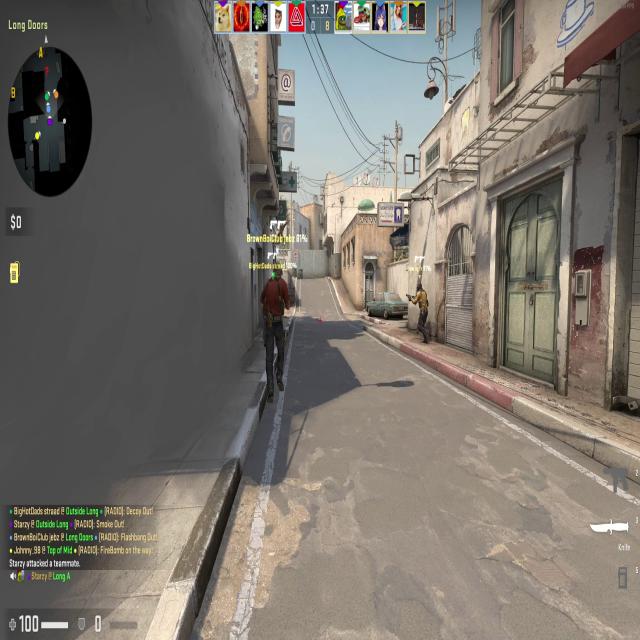 Long Doors
1:37
0 8
A
B
$0
@
BrownBoiClub jebz 81%
BigHotDads straad @ Outside Long ● [RADIO]: Decoy Out!
Starzy @ Outside Long ● [RADIO]: Smoke Out!
BrownBoiClub jebz @ Long Doors ● [RADIO]: Flashbang Out!
Johnny_98 @ Top of Mid ● [RADIO]: FireBomb on the way!
Starzy attacked a teammate.
Starzy @ Long A
100
0
Knife